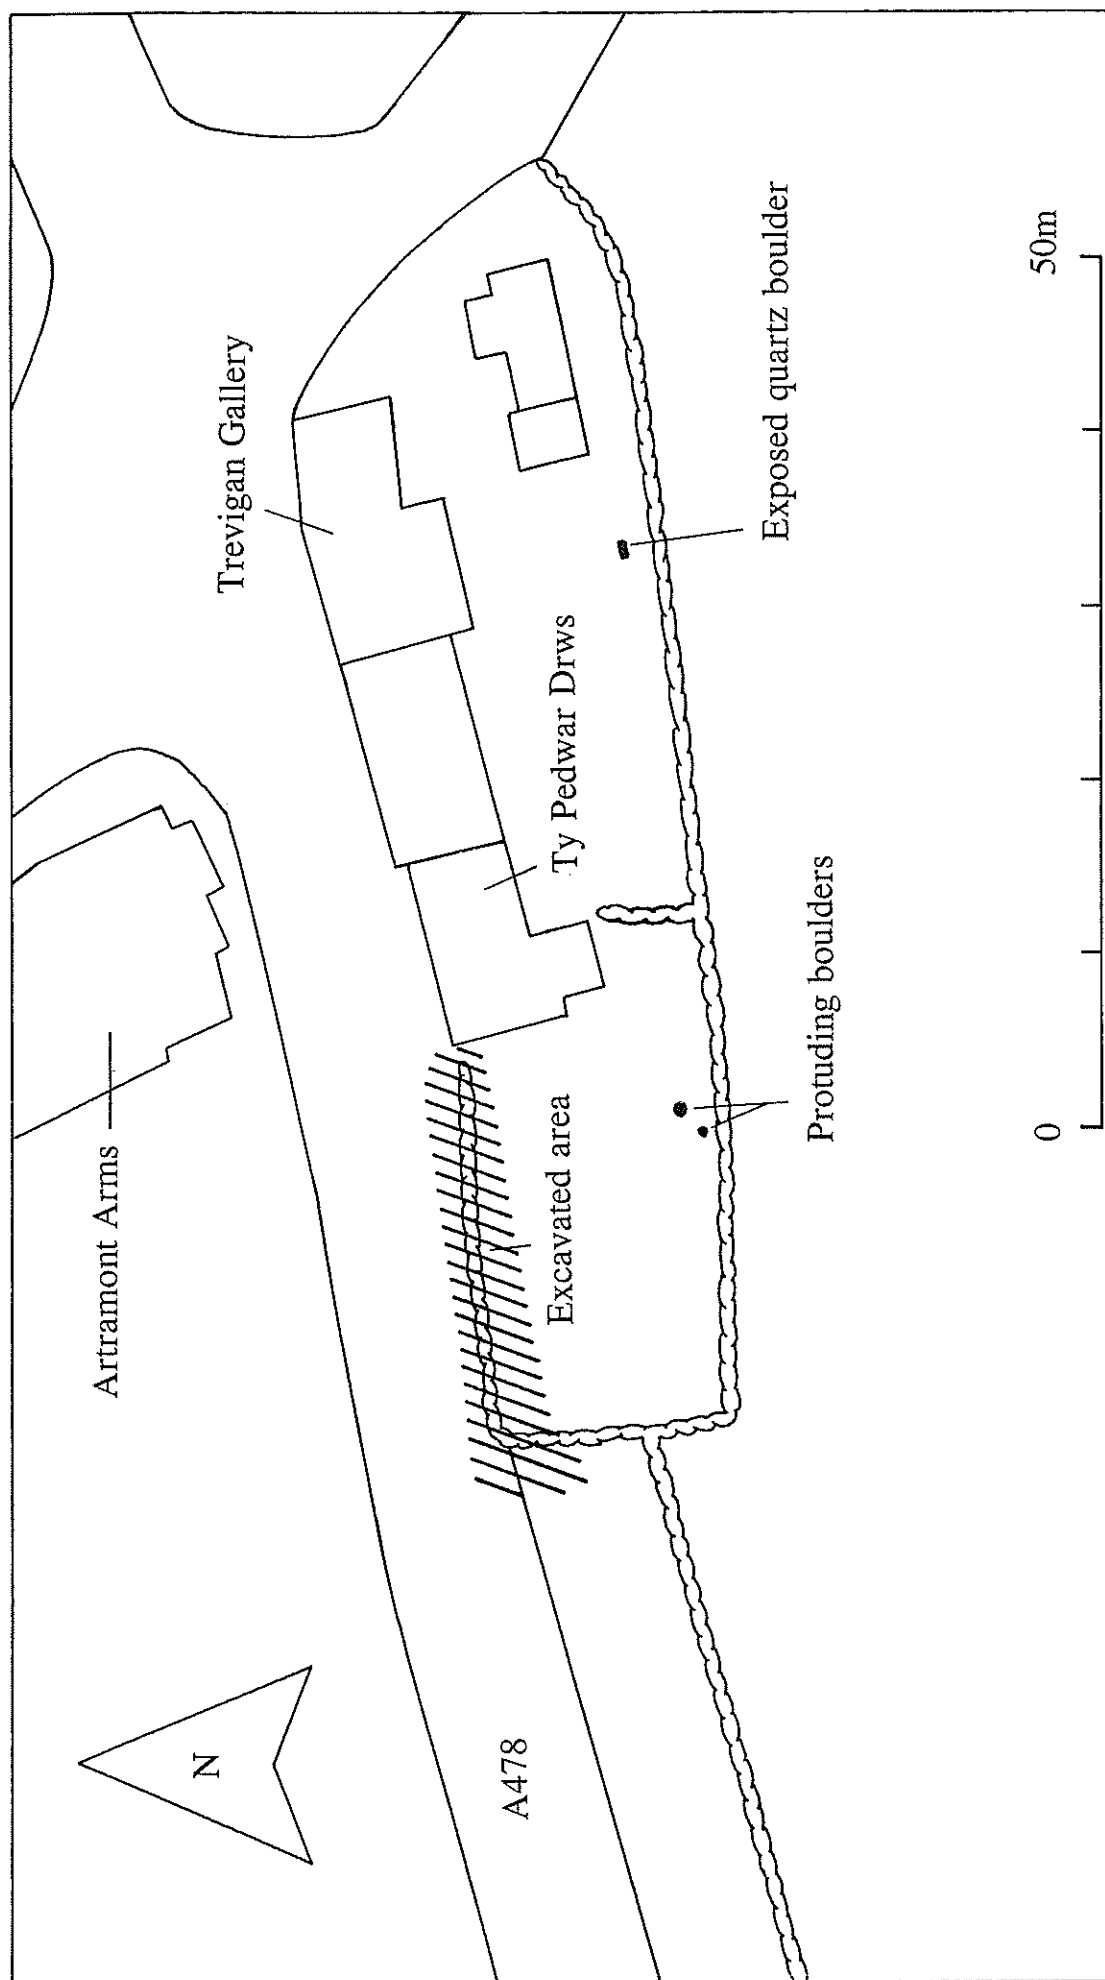 Artramont Arms
Trevigan Gallery
N
A478
Ty Pedwar Drws
Excavated area
Exposed quartz boulder
Protuding boulders
0
50m